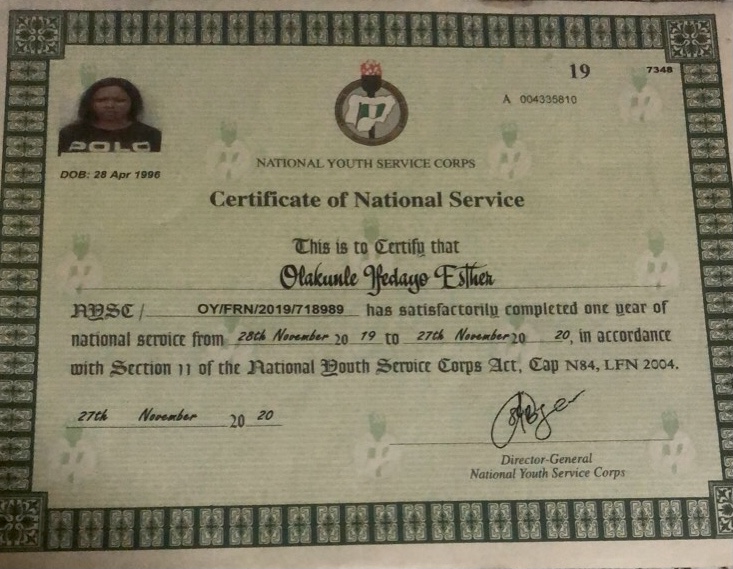 19
7348
A 004335810
POLO
DOB: 28 Apr 1996
NATIONAL YOUTH SERVICE CORPS
Certificate of National Service
This is to Certify that
Olakunle Ifedayo Esther
NYSC / OY/FRN/2019/718989 has satisfactorily completed one year of
national service from 28th November 20 19 to 27th November 20 20, in accordance
with Section 11 of the National Youth Service Corps Act, Cap N84, LFN 2004.
27th November 20 20
Director-General
National Youth Service Corps